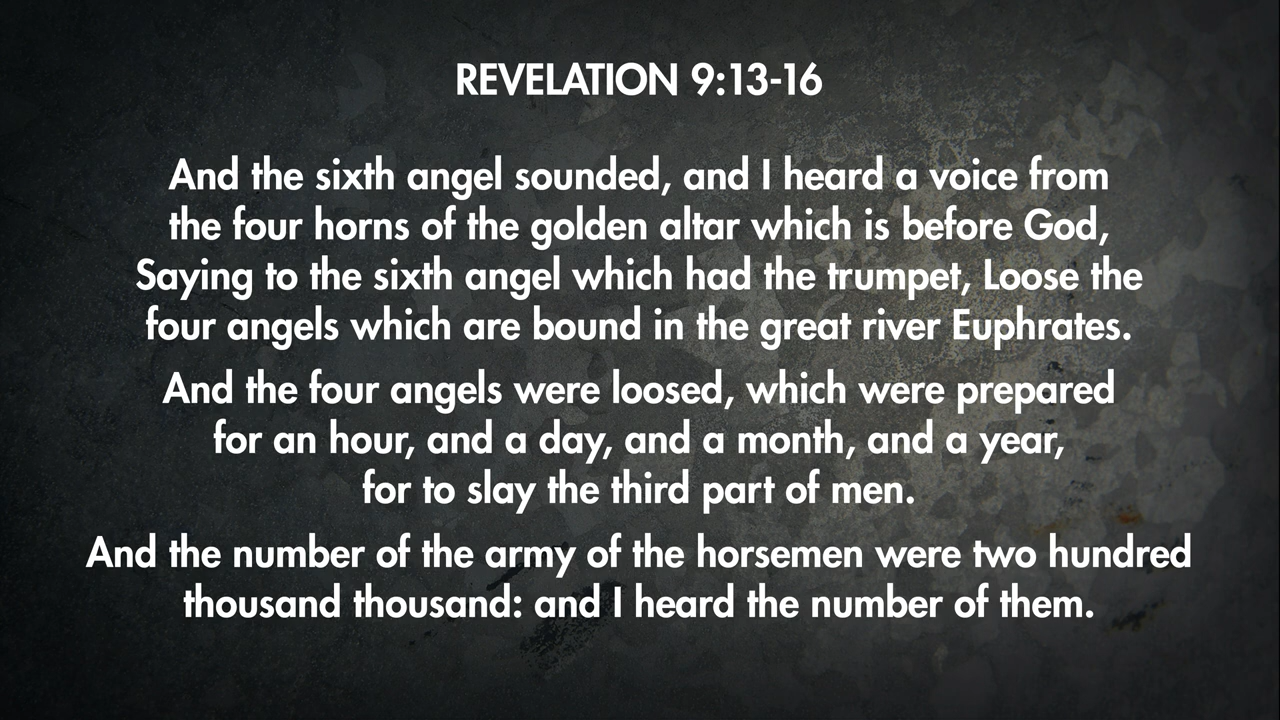 REVELATION 9:13-16
And the sixth angel sounded, and I heard a voice from
the four horns of the golden altar which is before God,
Saying to the sixth angel which had the trumpet, Loose the
four angels which are bound in the great river Euphrates.
And the four angels were loosed, which were prepared
for an hour, and a day, and a month, and a year,
for to slay the third part of men.
And the number of the army of the horsemen were two hundred
thousand thousand: and I heard the number of them.